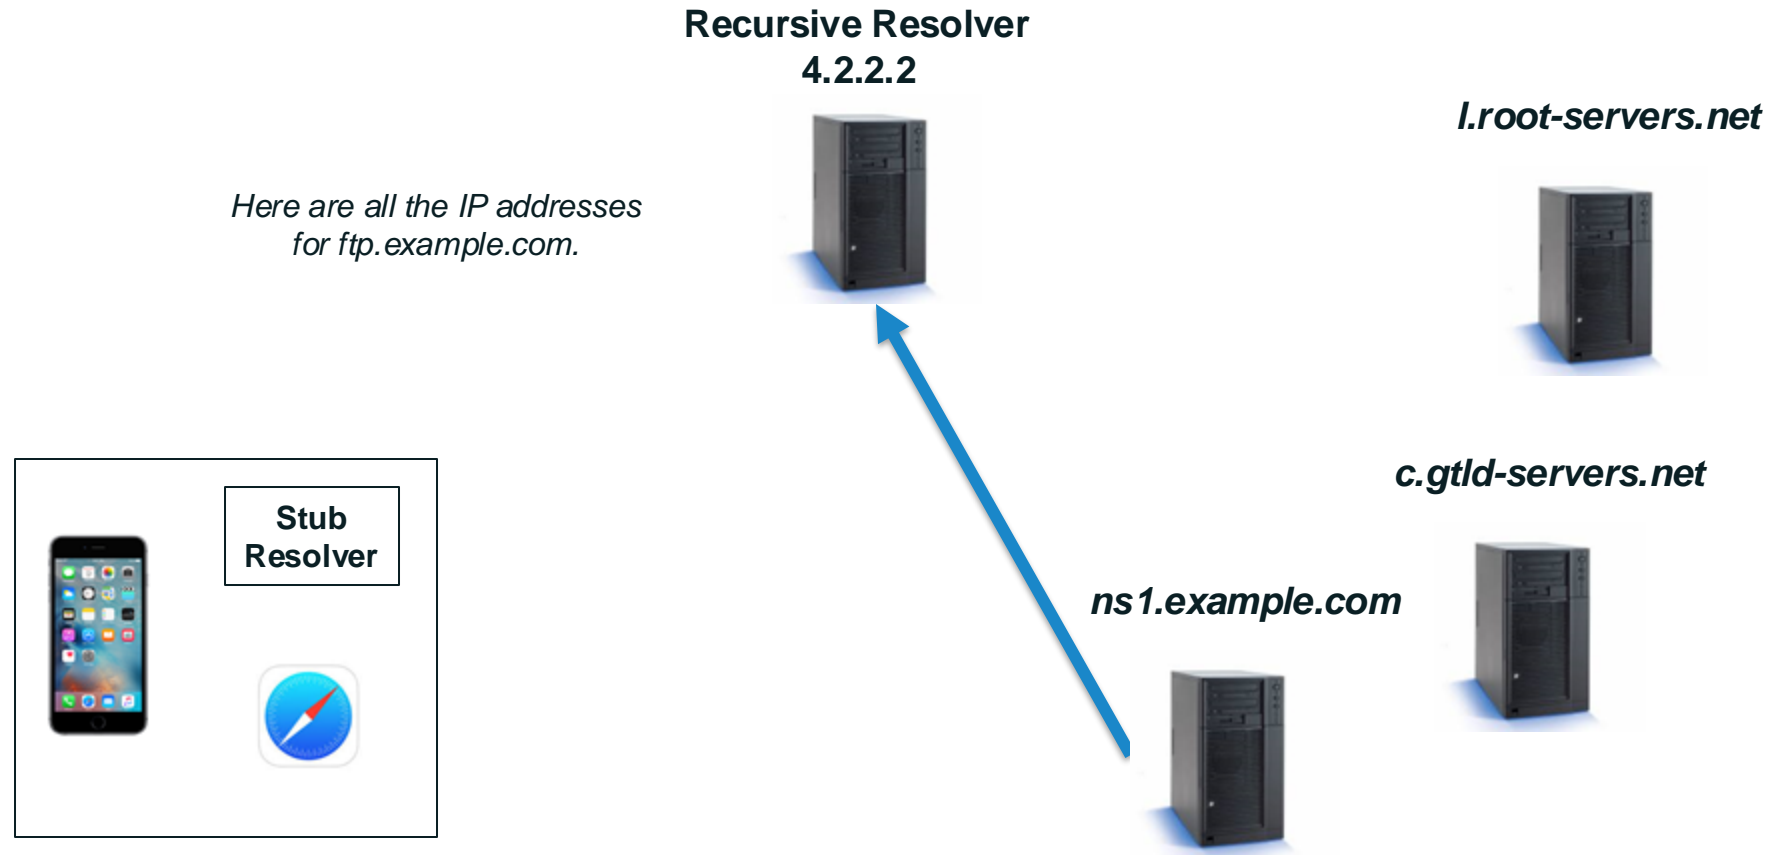 Recursive Resolver
4.2.2.2
l.root-servers.net
Here are all the IP addresses
for ftp.example.com.
c.gtld-servers.net
Stub
Resolver
ns1.example.com